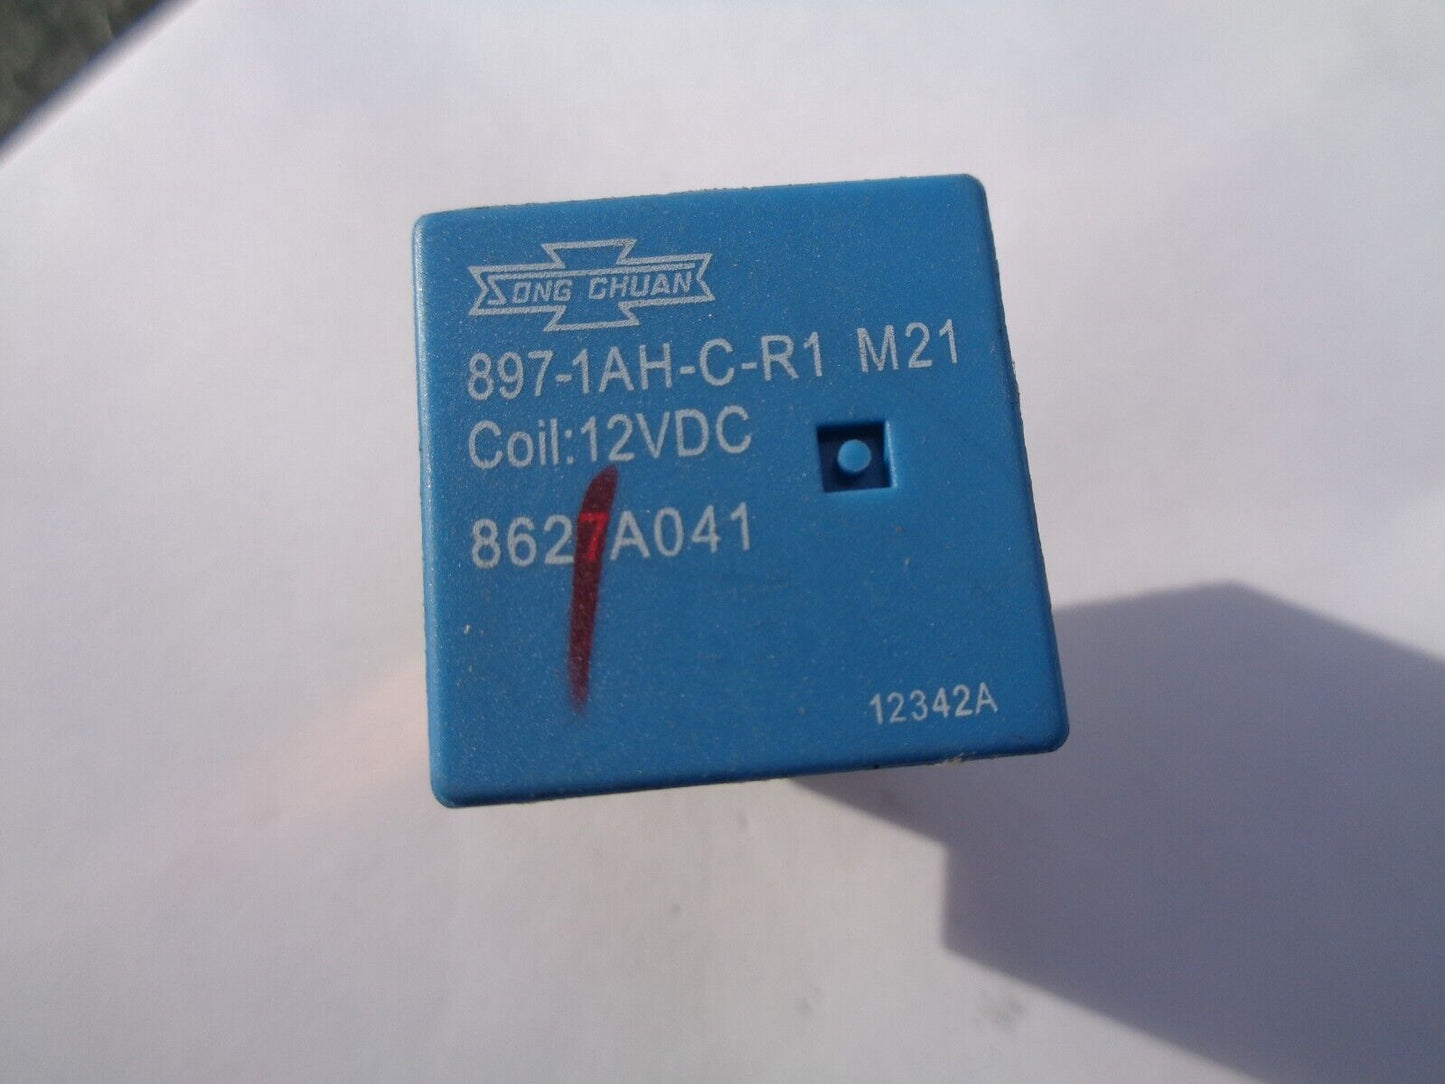 SONG CHUAN
897-1AH-C-R1 M21
Coil:12VDC
8627A041
12342A